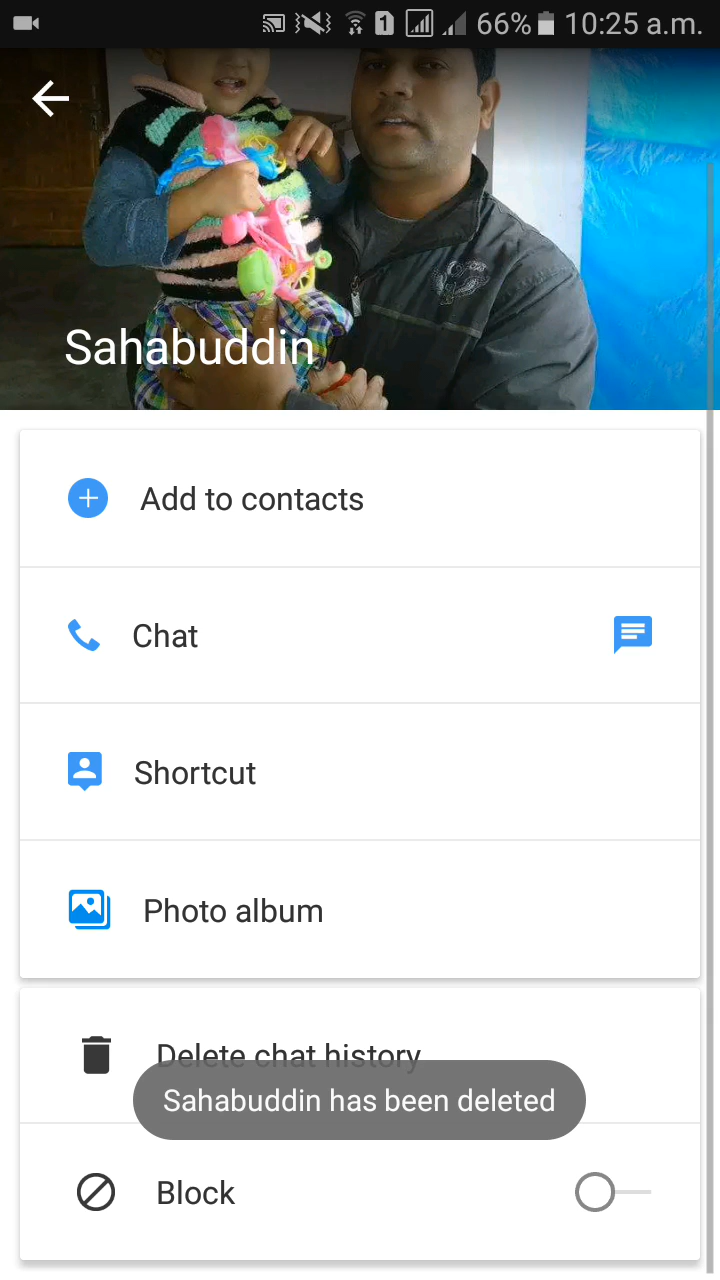 1 66% 10:25 a.m.
Sahabuddin
Add to contacts
Chat
Shortcut
Photo album
Delete chat history
Sahabuddin has been deleted
Block